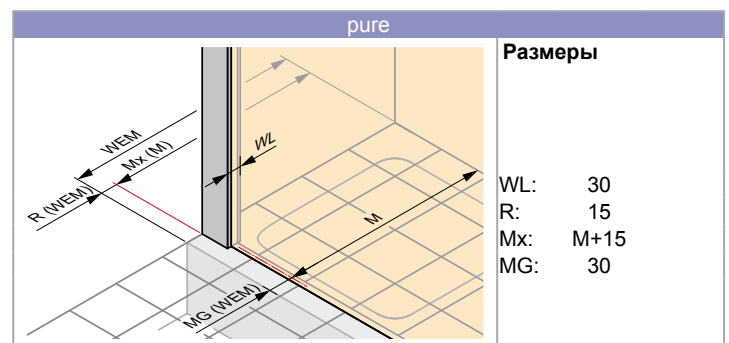 pure
Размеры
WEM
Mx (M)
R (WEM)
WL
M
MG (WEM)
WL: 30
R: 15
Mx: M+15
MG: 30